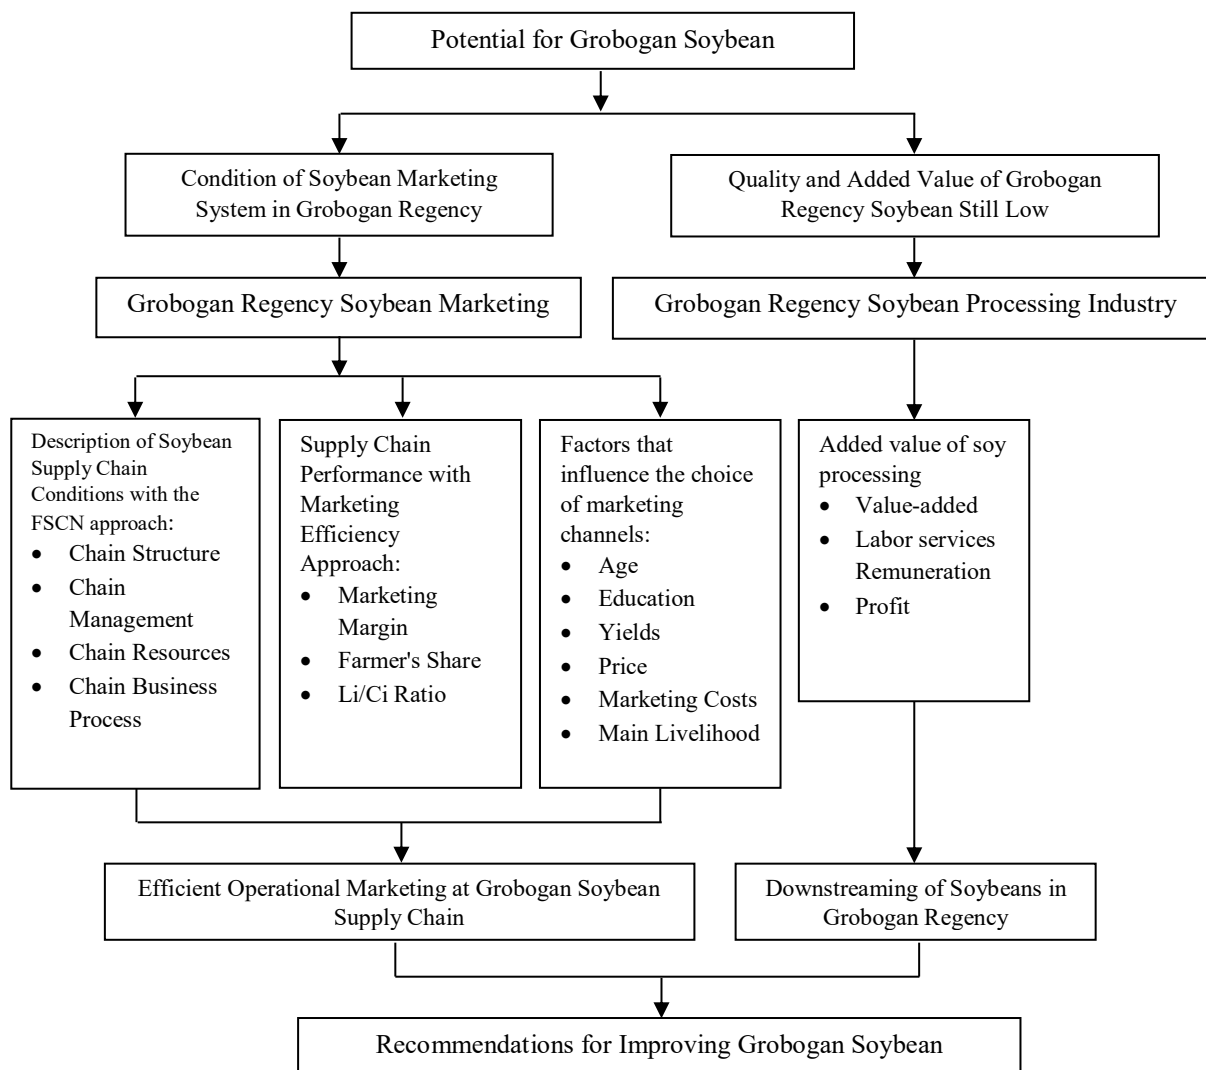 Potential for Grobogan Soybean
Condition of Soybean Marketing
System in Grobogan Regency
Quality and Added Value of Grobogan
Regency Soybean Still Low
Grobogan Regency Soybean Marketing
Grobogan Regency Soybean Processing Industry
Description of Soybean
Supply Chain
Conditions with the
FSCN approach:
• Chain Structure
• Chain
Management
• Chain Resources
• Chain Business
Process
Supply Chain
Performance with
Marketing
Efficiency
Approach:
• Marketing
Margin
• Farmer's Share
• Li/Ci Ratio
Factors that
influence the choice
of marketing
channels:
• Age
• Education
• Yields
• Price
• Marketing Costs
• Main Livelihood
Added value of soy
processing
• Value-added
• Labor services
Remuneration
• Profit
Efficient Operational Marketing at Grobogan Soybean
Supply Chain
Downstreaming of Soybeans in
Grobogan Regency
Recommendations for Improving Grobogan Soybean